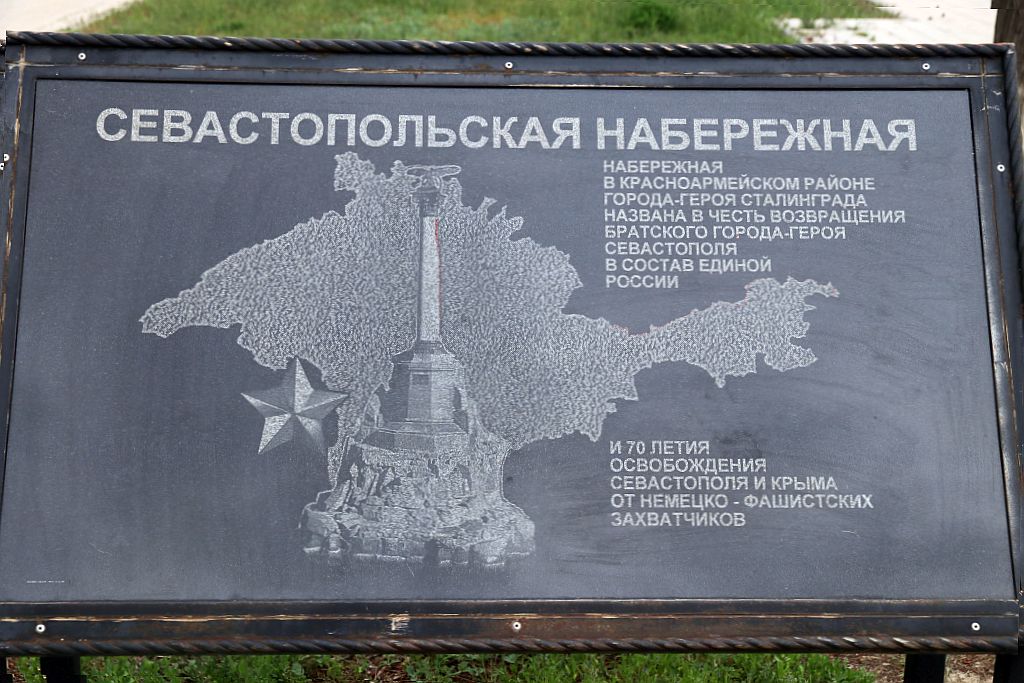 СЕВАСТОПОЛЬСКАЯ НАБЕРЕЖНАЯ
НАБЕРЕЖНАЯ
В КРАСНОАРМЕЙСКОМ РАЙОНЕ
ГОРОДА-ГЕРОЯ СТАЛИНГРАДА
НАЗВАНА В ЧЕСТЬ ВОЗВРАЩЕНИЯ
БРАТСКОГО ГОРОДА-ГЕРОЯ
СЕВАСТОПОЛЯ
В СОСТАВ ЕДИНОЙ
РОССИИ
И 70 ЛЕТИЯ
ОСВОБОЖДЕНИЯ
СЕВАСТОПОЛЯ И КРЫМА
ОТ НЕМЕЦКО - ФАШИСТСКИХ
ЗАХВАТЧИКОВ